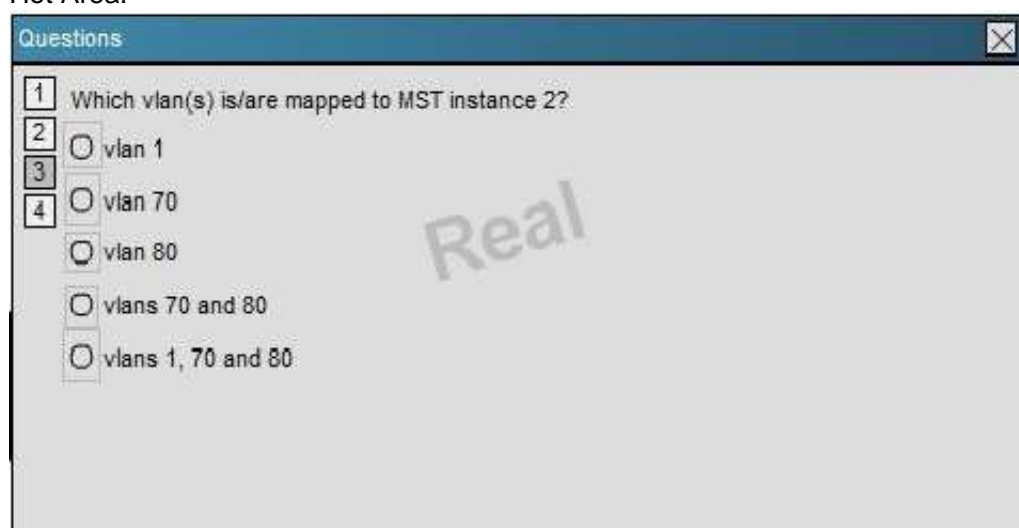 Hot Area:
Questions
1 Which vlan(s) is/are mapped to MST instance 2?
2
vlan 1
3
4 vlan 70
vlan 80
vlans 70 and 80
vlans 1, 70 and 80
Real